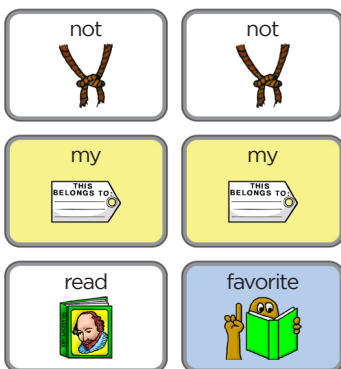 not not
my my
THIS THIS
BELONGS TO: BELONGS TO:
read favorite